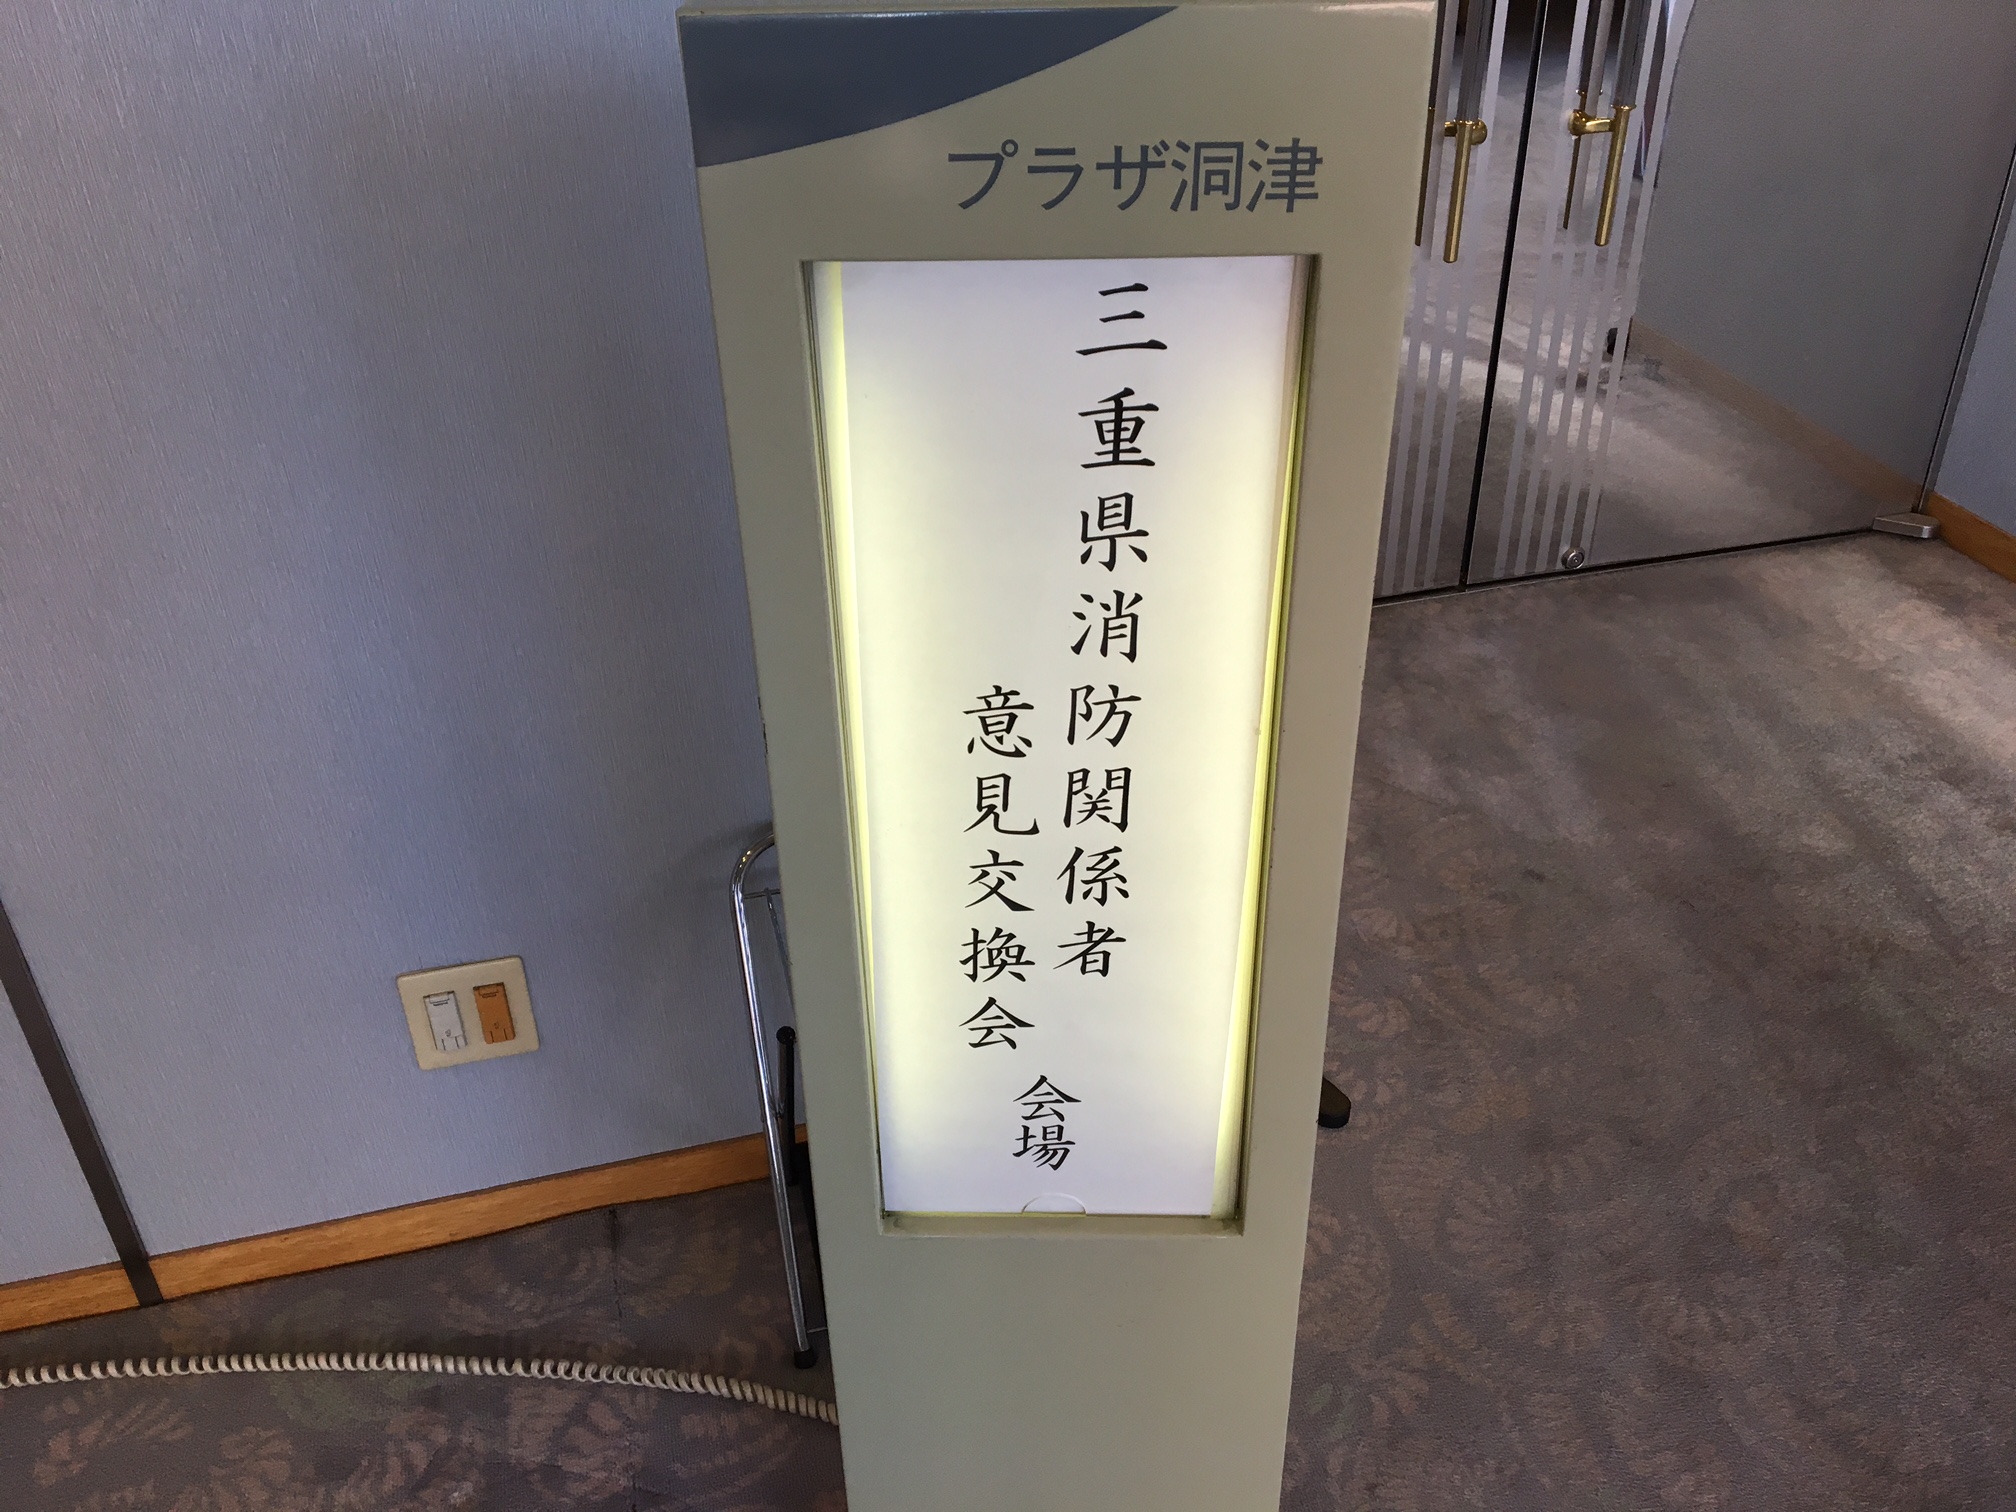 プラザ洞津
三重県消防関係者
意見交換会
会場